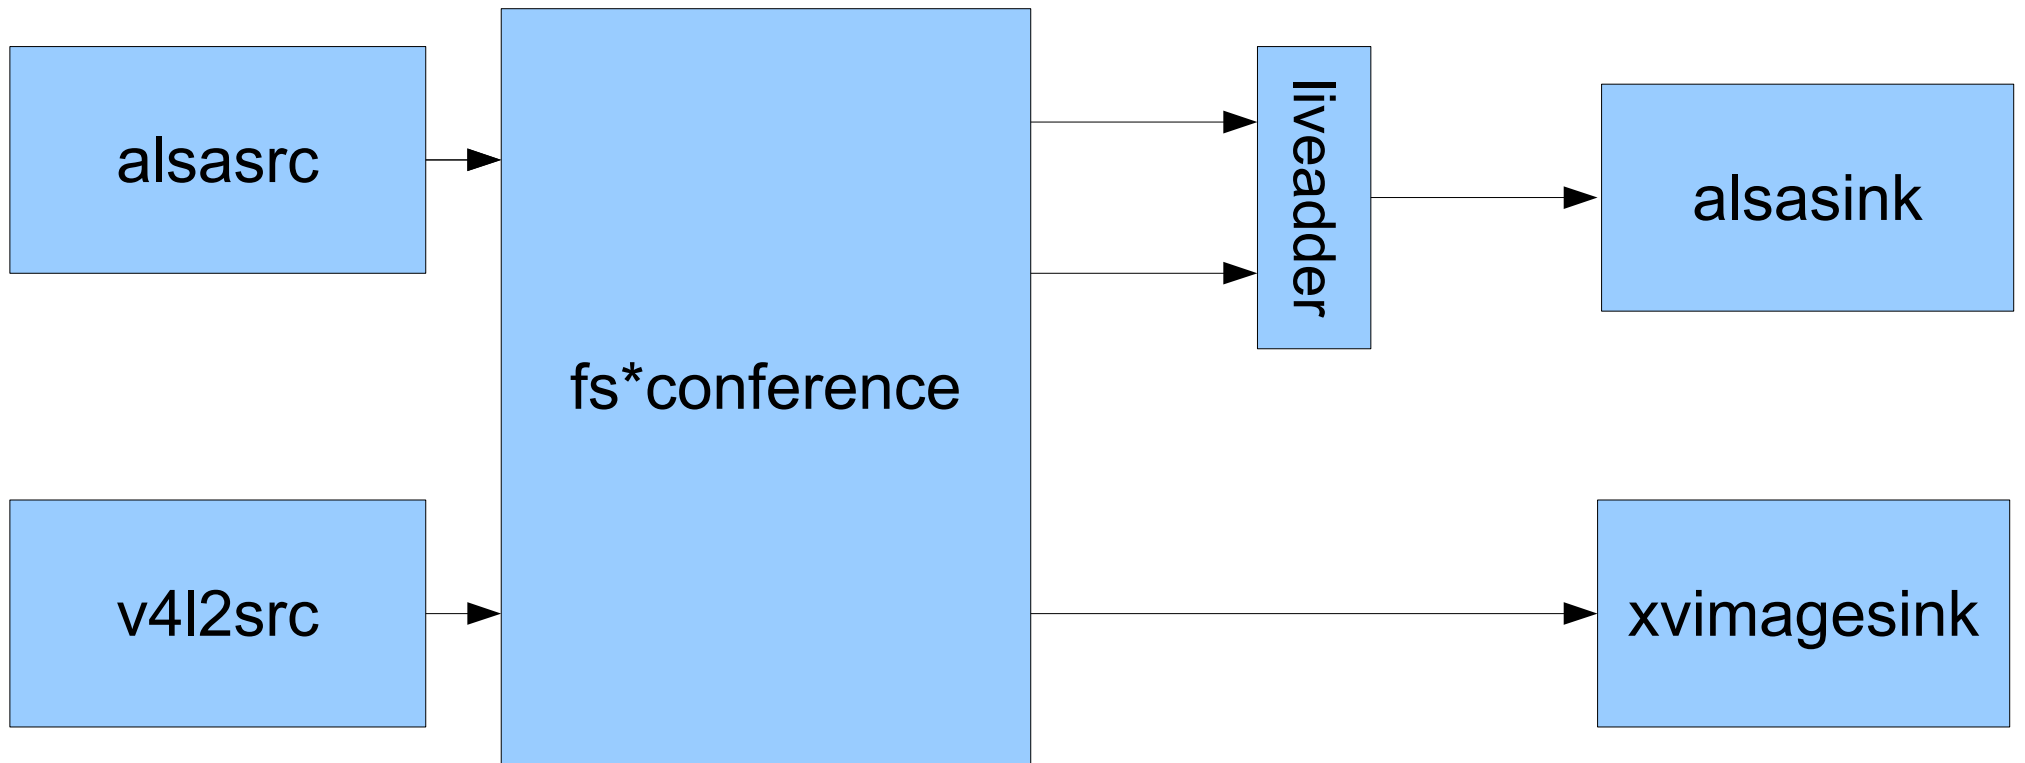 alsasrc
fs*conference
liveadder
alsasink
v4l2src
xvimagesink